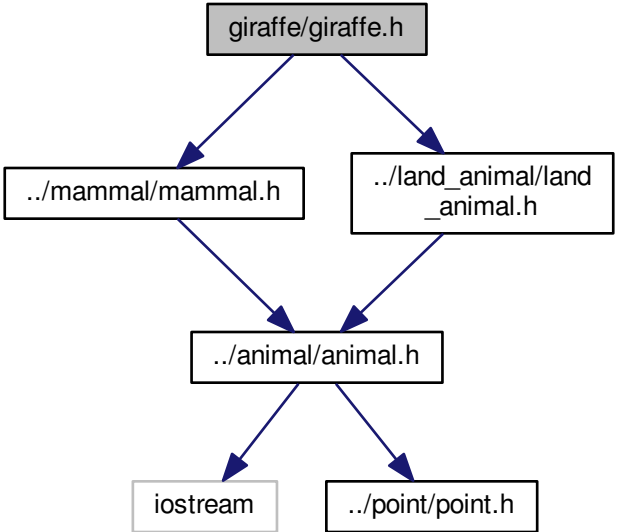 giraffe/giraffe.h
../mammal/mammal.h
../land_animal/land
_animal.h
../animal/animal.h
iostream
../point/point.h